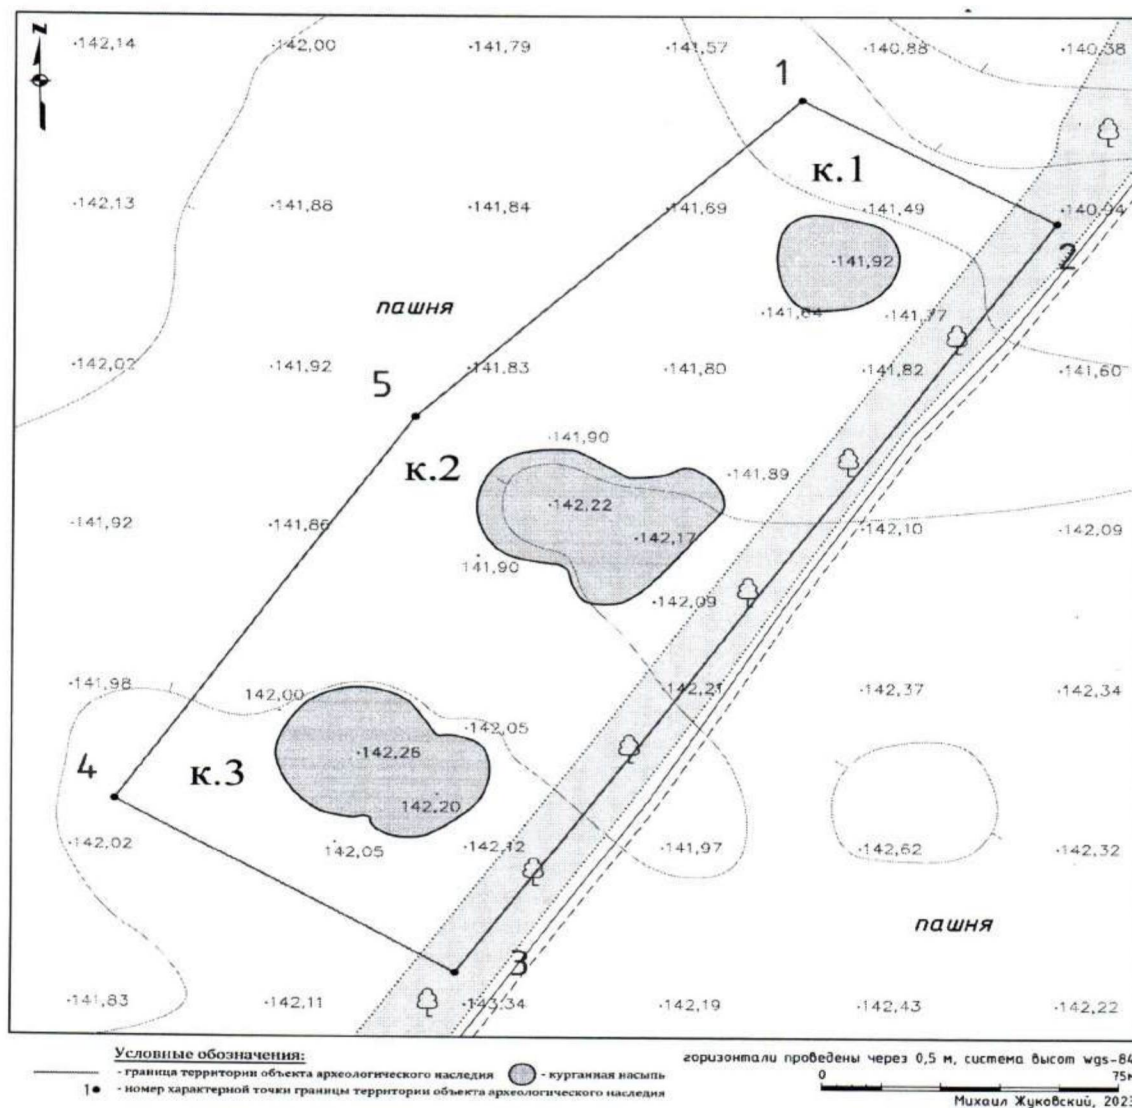 N
·142,14 ·142,00 ·141,79 ·141,57 ·140,88 ·140,38
1
к.1
·142,13 ·141,88 ·141,84 ·141,69 ·141,49 ·140,94
2
·141,92
пашня
·141,64 ·141,77
·142,02 ·141,92 ·141,83 ·141,80 ·141,82 ·141,60
5
·141,90
к.2
·141,89
·142,22
·141,92 ·141,86 ·142,17 ·142,10 ·142,09
141,90
·142,09
·141,98 142,00 ·142,21 ·142,37 ·142,34
·142,05
·142,26
4
к.3
142,20
·142,02 ·142,05 ·142,12 ·141,97 ·142,62 ·142,32
пашня
3
·141,83 ·142,11 ·143,34 ·142,19 ·142,43 ·142,22
Условные обозначения:
- граница территории объекта археологического наследия - курганная насыпь
1• - номер характерной точки границы территории объекта археологического наследия
горизонтали проведены через 0,5 м, система высот wgs-84
0 75м
Михаил Жуковский, 2023